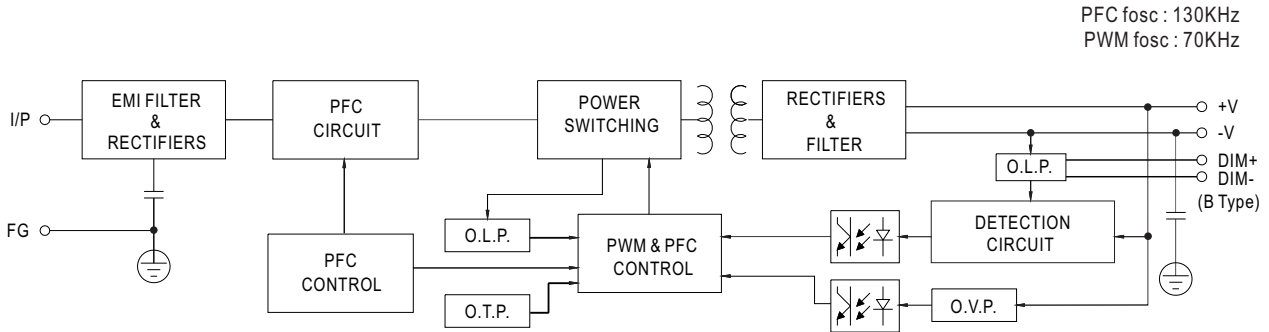 PFC fosc : 130KHz
PWM fosc : 70KHz
I/P
EMI FILTER
&
RECTIFIERS
PFC
CIRCUIT
POWER
SWITCHING
RECTIFIERS
&
FILTER
+V
-V
DIM+
DIM-
(B Type)
O.L.P.
FG
O.L.P.
DETECTION
CIRCUIT
PFC
CONTROL
PWM & PFC
CONTROL
O.T.P.
O.V.P.